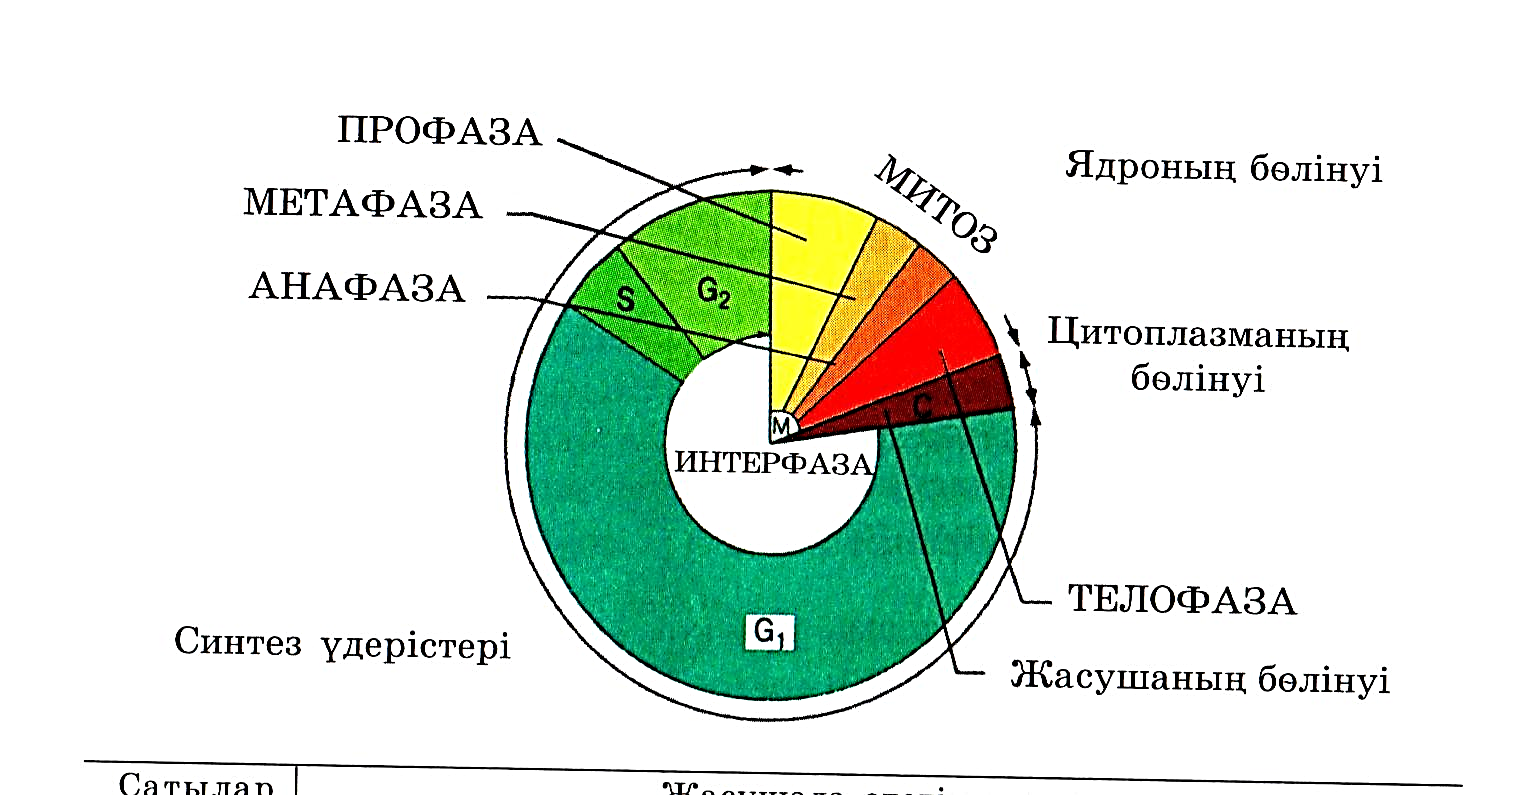 ПРОФАЗА
МЕТАФАЗА
АНАФАЗА
МИТОЗ
Ядроның бөлінуі
S
G₂
Цитоплазманың
бөлінуі
C
M
ИНТЕРФАЗА
G₁
ТЕЛОФАЗА
Синтез үдерістері
Жасушаның бөлінуі
Сатылар